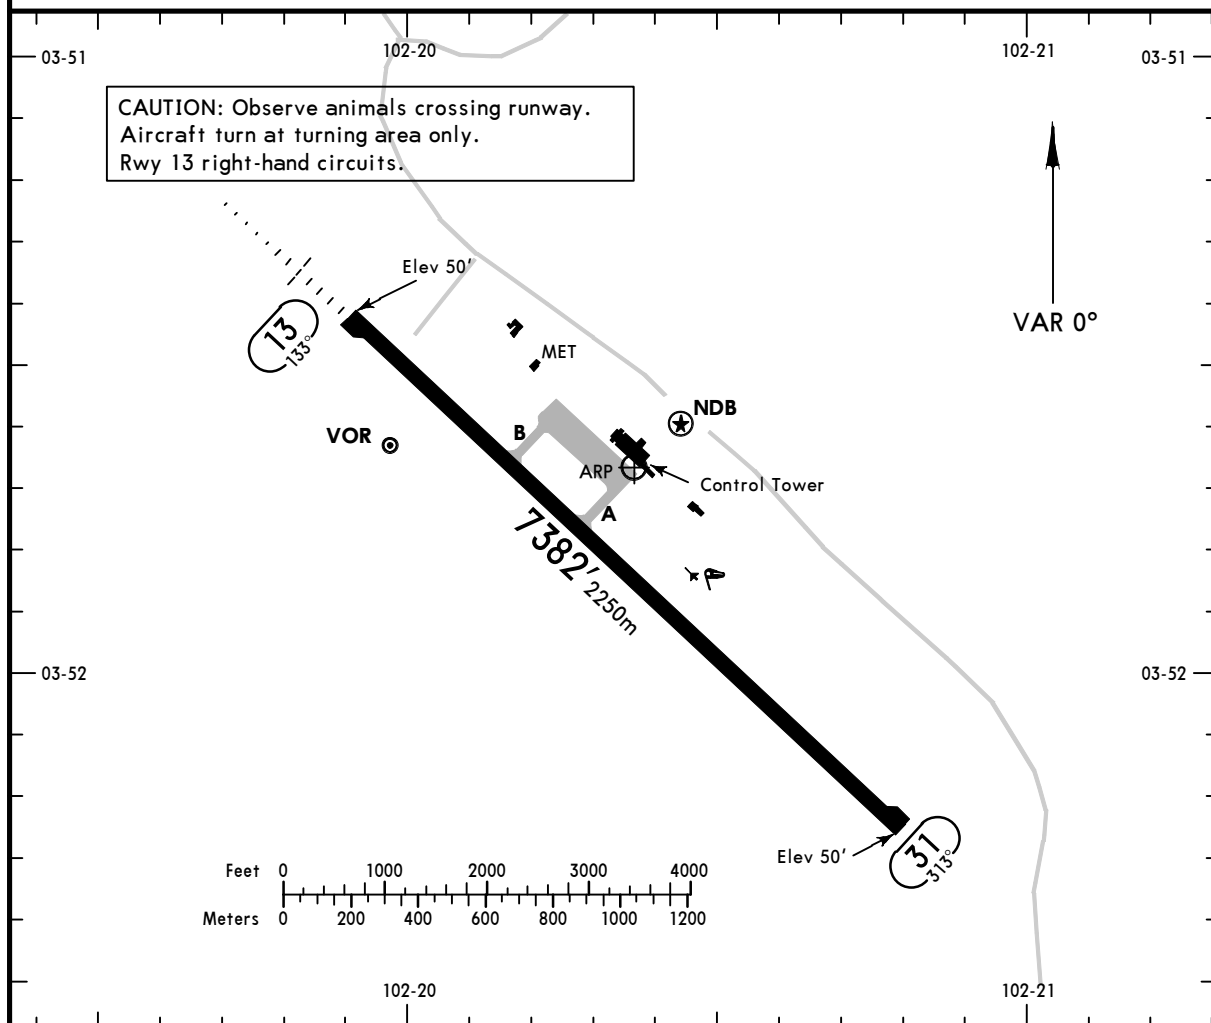 102-20
102-21
03-51
03-51
CAUTION: Observe animals crossing runway.
Aircraft turn at turning area only.
Rwy 13 right-hand circuits.
Elev 50'
13
133°
VAR 0°
MET
NDB
B
VOR
ARP
Control Tower
A
7382' 2250m
03-52
03-52
Elev 50'
31
313°
Feet 0 1000 2000 3000 4000
Meters 0 200 400 600 800 1000 1200
102-20
102-21